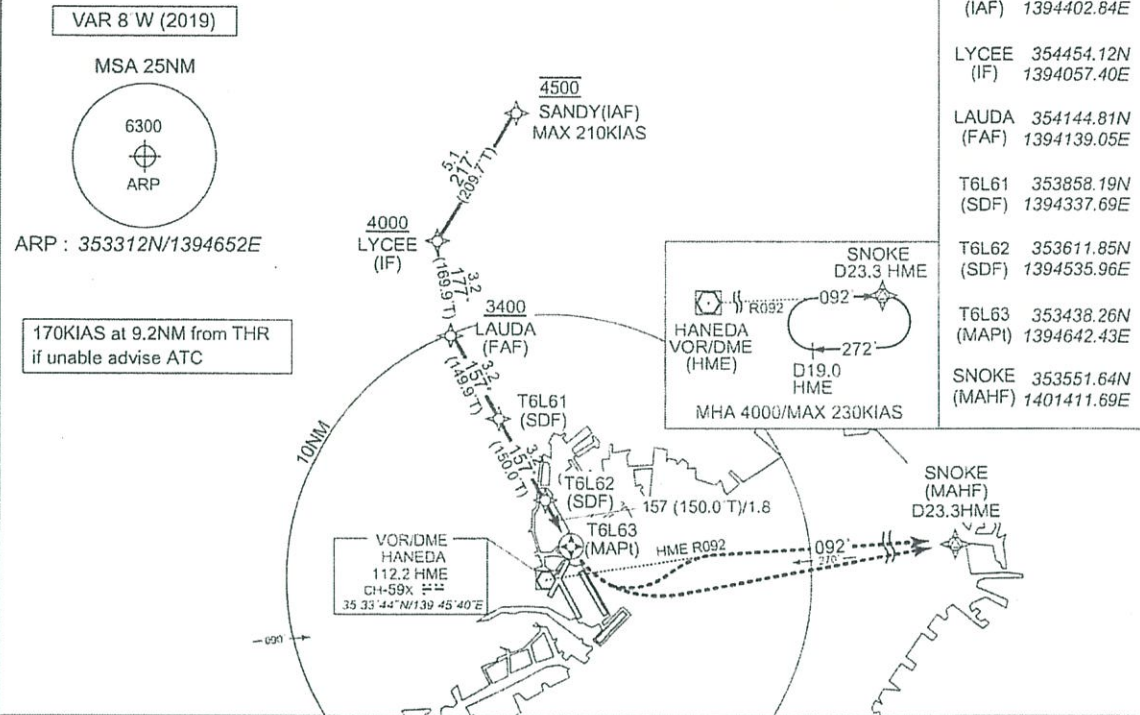 VAR 8°W (2019)
MSA 25NM
6300
ARP
ARP : 353312N/1394652E
170KIAS at 9.2NM from THR
if unable advise ATC
4500
SANDY(IAF)
MAX 210KIAS
5.1
217°
(209.7°T)
4000
LYCEE
(IF)
3.2
177°
(169.9°T)
3400
LAUDA
(FAF)
3.2
157°
(149.9°T)
T6L61
(SDF)
3.2
157°
(150.0°T)
T6L62
(SDF)
157°(150.0°T)/1.8
T6L63
(MAPt)
10NM
VOR/DME
HANEDA
112.2 HME
CH-59X
35°33'44"N/139°45'40"E
HME R092
092°
270°
090°
SNOKE
(MAHF)
D23.3HME
SNOKE
D23.3 HME
R092
092°
HANEDA
VOR/DME
(HME)
272°
D19.0
HME
MHA 4000/MAX 230KIAS
(IAF) 1394402.84E
LYCEE 354454.12N
(IF) 1394057.40E
LAUDA 354144.81N
(FAF) 1394139.05E
T6L61 353858.19N
(SDF) 1394337.69E
T6L62 353611.85N
(SDF) 1394535.96E
T6L63 353438.26N
(MAPt) 1394642.43E
SNOKE 353551.64N
(MAHF) 1401411.69E